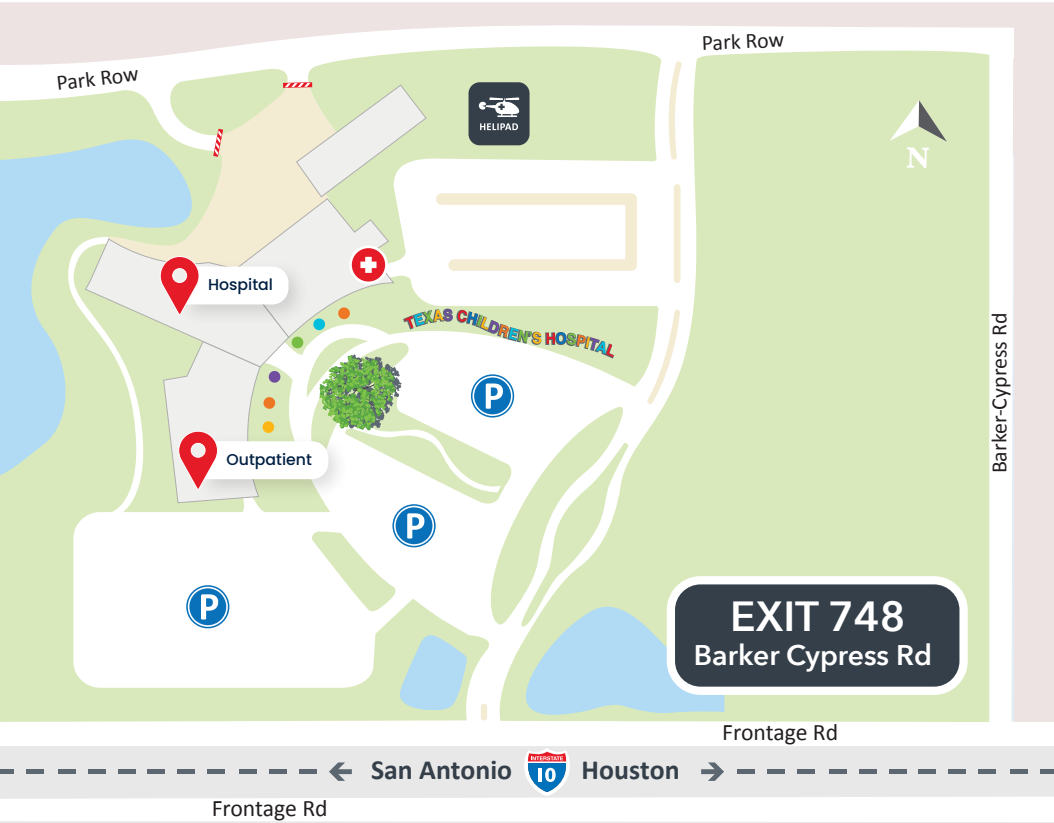 Park Row
Park Row
HELIPAD
N
Hospital
TEXAS CHILDREN'S HOSPITAL
Barker-Cypress Rd
P
Outpatient
P
P
EXIT 748
Barker Cypress Rd
Frontage Rd
San Antonio
INTERSTATE
10
Houston
Frontage Rd